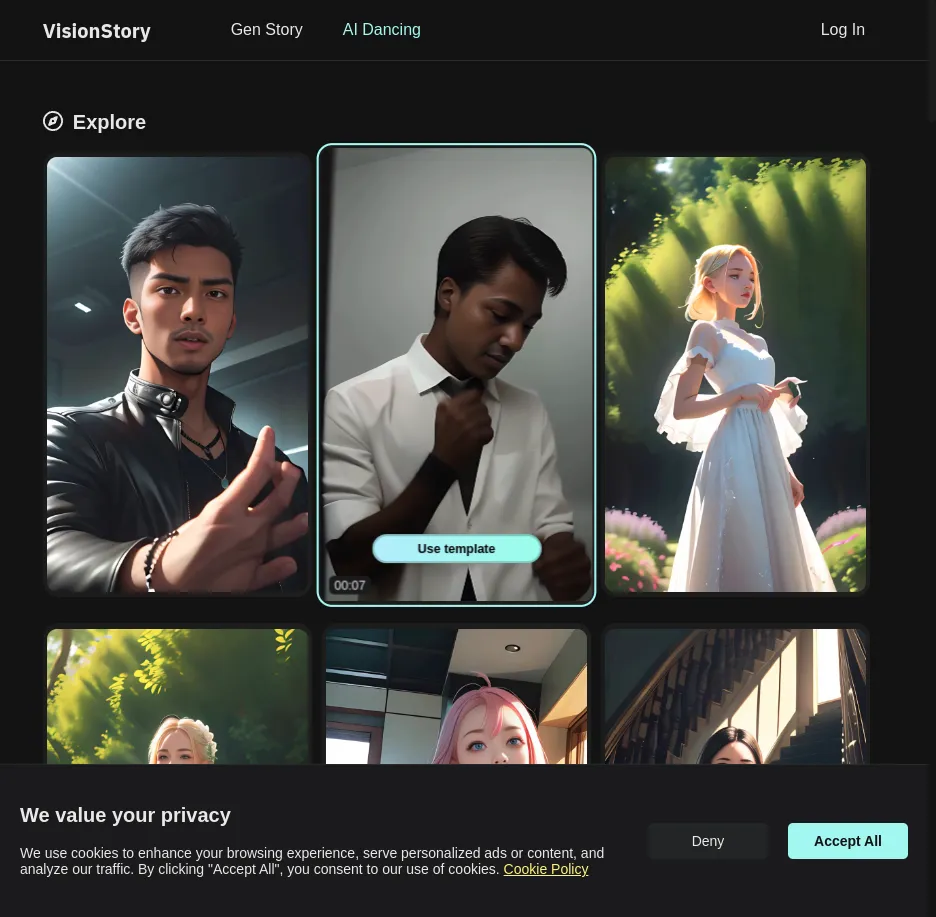 VisionStory
Gen Story
AI Dancing
Log In
Explore
Use template
00:07
We value your privacy
We use cookies to enhance your browsing experience, serve personalized ads or content, and
analyze our traffic. By clicking "Accept All", you consent to our use of cookies. Cookie Policy
Deny
Accept All